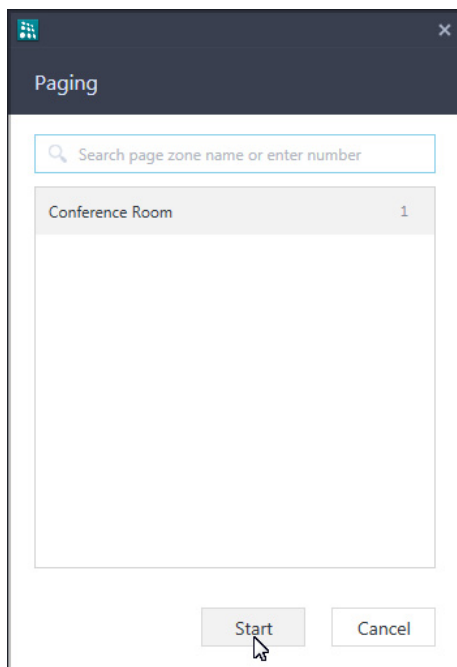 Paging
Search page zone name or enter number
Conference Room 1
Start Cancel